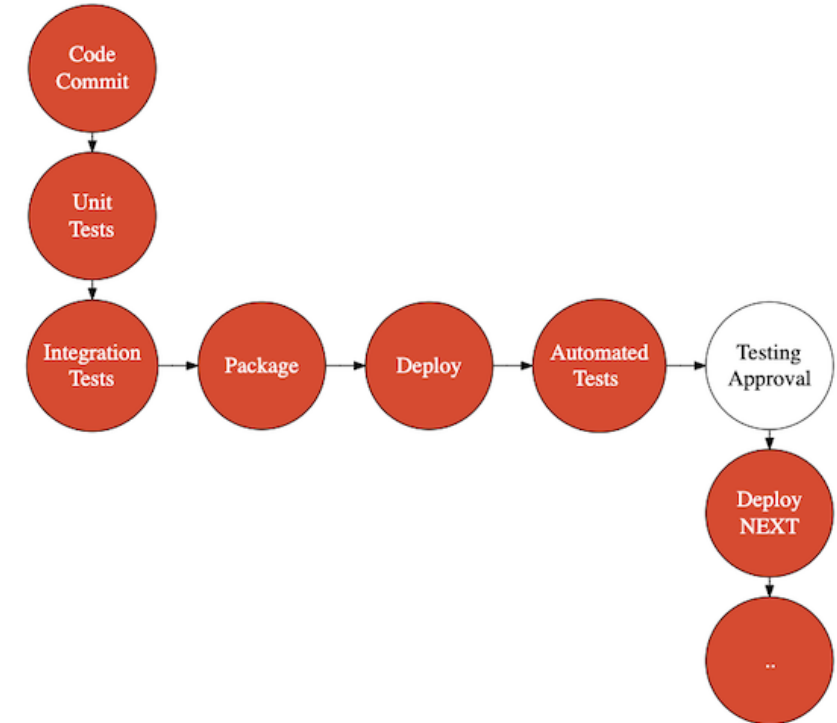 Code
Commit
Unit
Tests
Integration
Tests
Package
Deploy
Automated
Tests
Testing
Approval
Deploy
NEXT
..